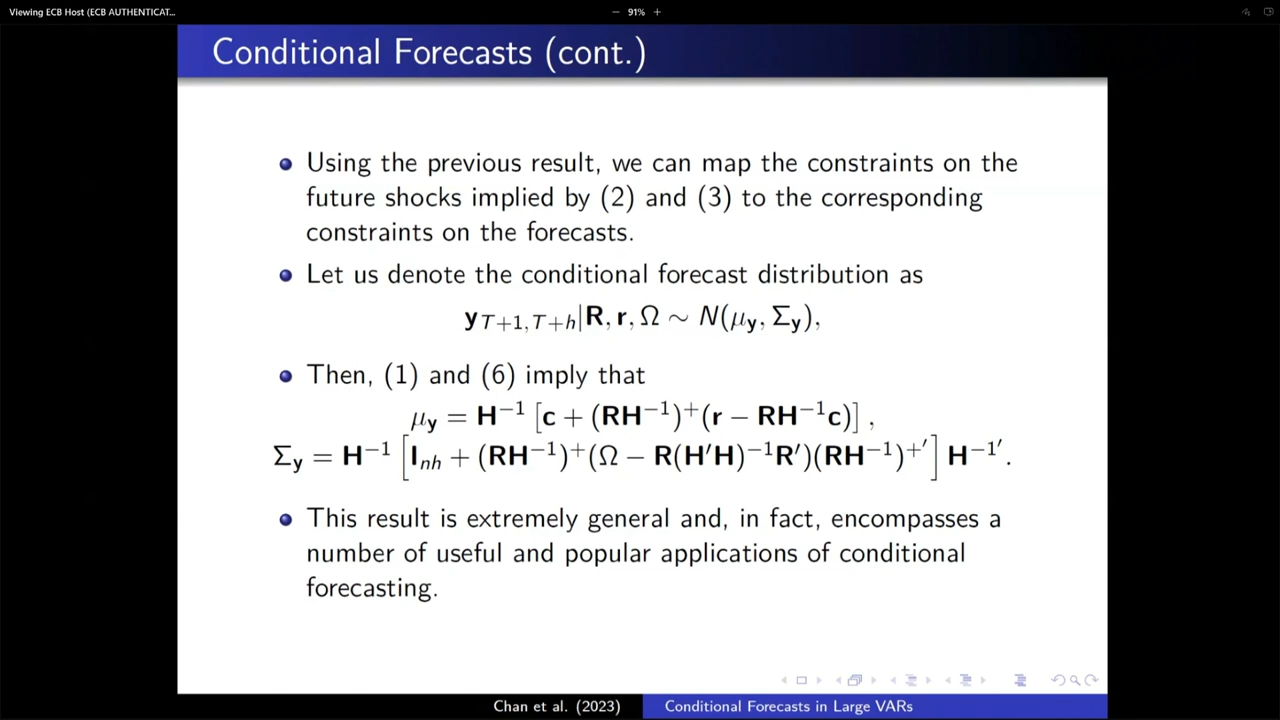 Viewing ECB Host (ECB AUTHENTICAT...
− 91% +
Conditional Forecasts (cont.)
Using the previous result, we can map the constraints on the
future shocks implied by (2) and (3) to the corresponding
constraints on the forecasts.
Let us denote the conditional forecast distribution as
y_{T+1,T+h}|R, r, Ω ∼ N(μ_y, Σ_y),
Then, (1) and (6) imply that
μ_y = H⁻¹ [c + (RH⁻¹)⁺(r − RH⁻¹c)] ,
Σ_y = H⁻¹ [I_{nh} + (RH⁻¹)⁺(Ω − R(H′H)⁻¹R′)(RH⁻¹)⁺′] H⁻¹′.
This result is extremely general and, in fact, encompasses a
number of useful and popular applications of conditional
forecasting.
Chan et al. (2023)
Conditional Forecasts in Large VARs